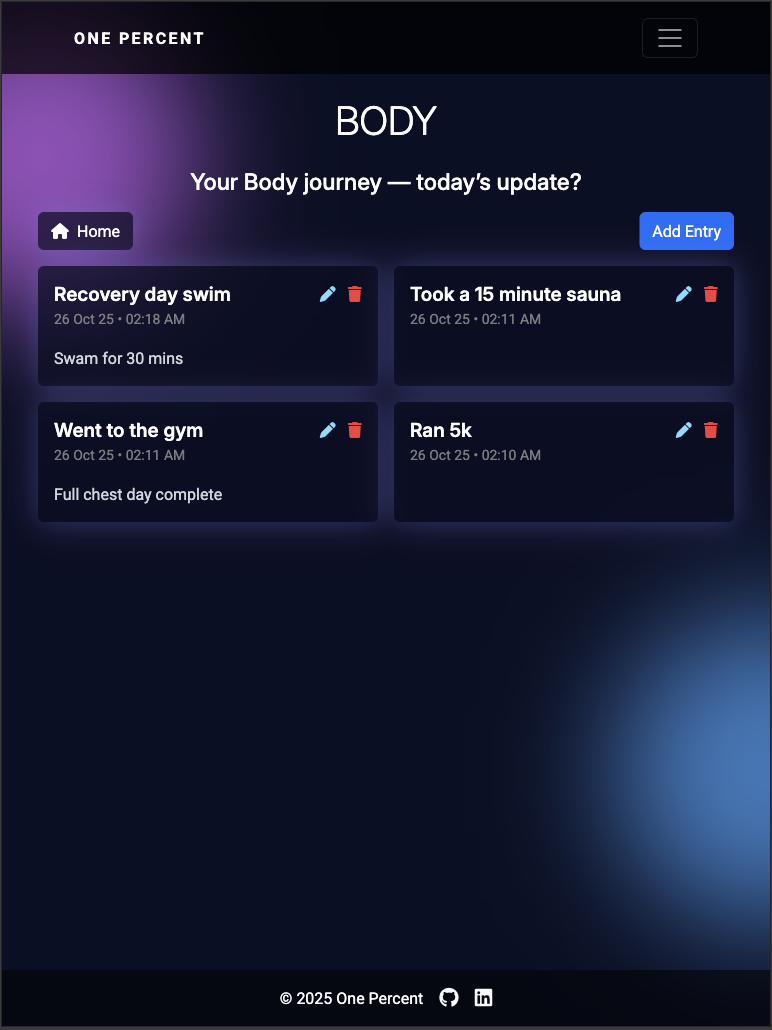 ONE PERCENT
BODY
Your Body journey — today’s update?
Home
Add Entry
Recovery day swim
26 Oct 25 • 02:18 AM
Swam for 30 mins
Took a 15 minute sauna
26 Oct 25 • 02:11 AM
Went to the gym
26 Oct 25 • 02:11 AM
Full chest day complete
Ran 5k
26 Oct 25 • 02:10 AM
© 2025 One Percent